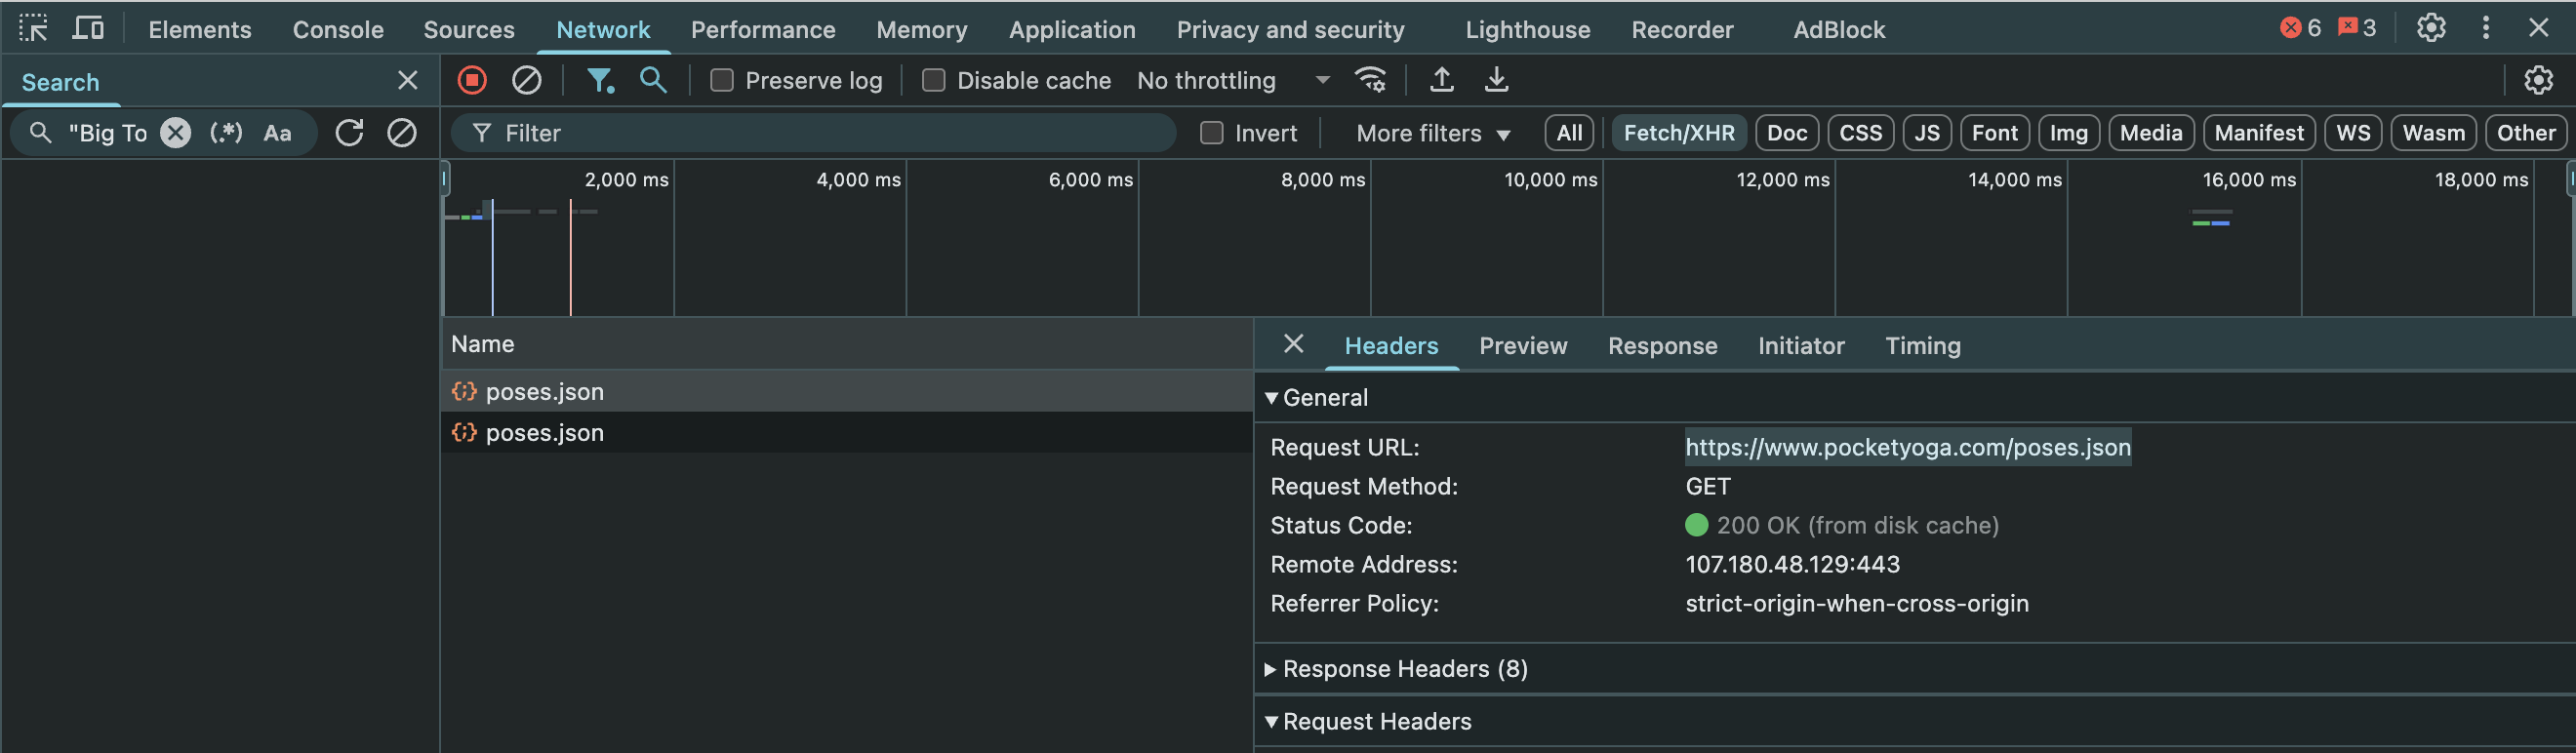 Elements Console Sources Network Performance Memory Application Privacy and security Lighthouse Recorder AdBlock 6 3
Search
Preserve log Disable cache No throttling
"Big To (.*) Aa
Filter Invert More filters All Fetch/XHR Doc CSS JS Font Img Media Manifest WS Wasm Other
2,000 ms 4,000 ms 6,000 ms 8,000 ms 10,000 ms 12,000 ms 14,000 ms 16,000 ms 18,000 ms
Name
{;} poses.json
{;} poses.json
Headers Preview Response Initiator Timing
General
Request URL: https://www.pocketyoga.com/poses.json
Request Method: GET
Status Code: 200 OK (from disk cache)
Remote Address: 107.180.48.129:443
Referrer Policy: strict-origin-when-cross-origin
Response Headers (8)
Request Headers